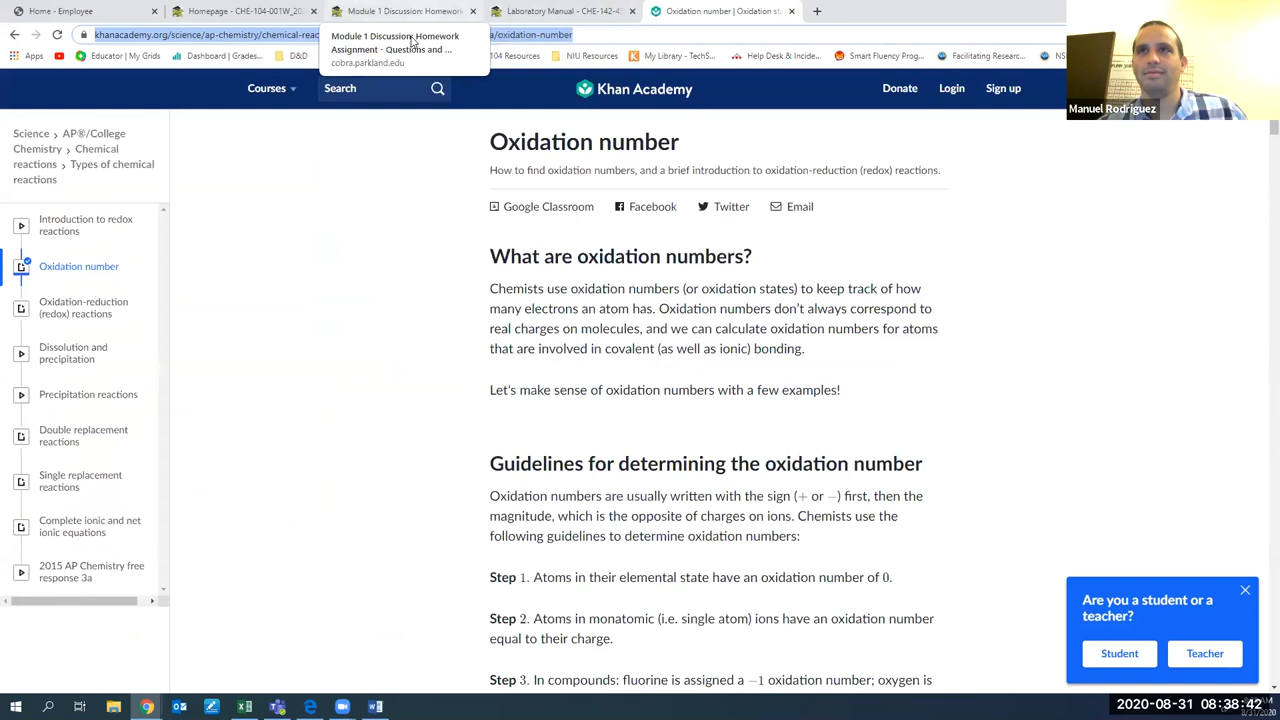 Home - Employee
Homepage - CHE-104-001W_20
Module 1 Discussion: Homework
Laboratory Manual - CHE-142-4
Oxidation number | Oxidation st
khanacademy.org/science/ap-chemistry/chemical-reac
a/oxidation-number
Module 1 Discussion: Homework
Assignment - Questions and ...
cobra.parkland.edu
Apps
Educator | My Grids
Dashboard | Grades...
D&D
104 Resources
NIU Resources
My Library - TechS...
Help Desk & Incide...
Smart Fluency Prog...
Facilitating Resear...
NS
Manuel Rodriguez
Courses
Search
Khan Academy
Donate
Login
Sign up
Science > AP®/College
Chemistry > Chemical
reactions > Types of chemical
reactions
Introduction to redox
reactions
Oxidation number
Oxidation-reduction
(redox) reactions
Dissolution and
precipitation
Precipitation reactions
Double replacement
reactions
Single replacement
reactions
Complete ionic and net
ionic equations
2015 AP Chemistry free
response 3a
Oxidation number
How to find oxidation numbers, and a brief introduction to oxidation-reduction (redox) reactions.
Google Classroom
Facebook
Twitter
Email
What are oxidation numbers?
Chemists use oxidation numbers (or oxidation states) to keep track of how
many electrons an atom has. Oxidation numbers don't always correspond to
real charges on molecules, and we can calculate oxidation numbers for atoms
that are involved in covalent (as well as ionic) bonding.
Let's make sense of oxidation numbers with a few examples!
Guidelines for determining the oxidation number
Oxidation numbers are usually written with the sign (+ or −) first, then the
magnitude, which is the opposite of charges on ions. Chemists use the
following guidelines to determine oxidation numbers:
Step 1. Atoms in their elemental state have an oxidation number of 0.
Step 2. Atoms in monatomic (i.e. single atom) ions have an oxidation number
equal to their charge.
Step 3. In compounds: fluorine is assigned a −1 oxidation number; oxygen is
Are you a student or a
teacher?
Student
Teacher
2020-08-31 08:38:42
8/31/2020